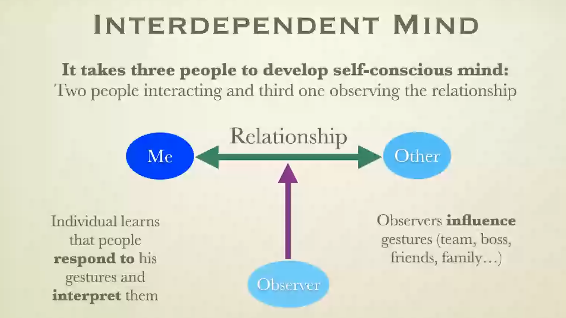 INTERDEPENDENT MIND
It takes three people to develop self-conscious mind:
Two people interacting and third one observing the relationship
Relationship
Me
Other
Individual learns
that people
respond to his
gestures and
interpret them
Observers influence
gestures (team, boss,
friends, family...)
Observer